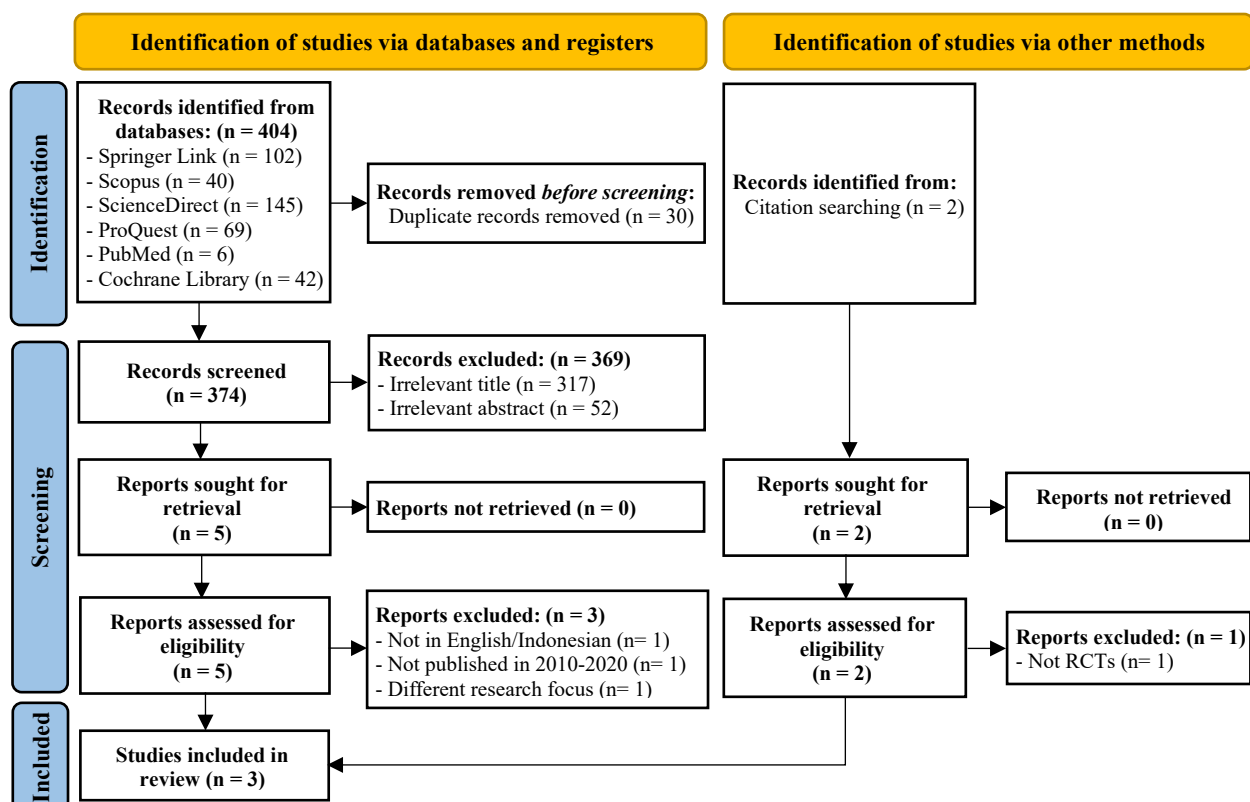 Identification of studies via databases and registers
Identification of studies via other methods
Identification
Records identified from
databases: (n = 404)
- Springer Link (n = 102)
- Scopus (n = 40)
- ScienceDirect (n = 145)
- ProQuest (n = 69)
- PubMed (n = 6)
- Cochrane Library (n = 42)
Records removed before screening:
Duplicate records removed (n = 30)
Records identified from:
Citation searching (n = 2)
Screening
Records screened
(n = 374)
Records excluded: (n = 369)
- Irrelevant title (n = 317)
- Irrelevant abstract (n = 52)
Reports sought for
retrieval
(n = 5)
Reports not retrieved (n = 0)
Reports sought for
retrieval
(n = 2)
Reports not retrieved
(n = 0)
Reports assessed for
eligibility
(n = 5)
Reports excluded: (n = 3)
- Not in English/Indonesian (n= 1)
- Not published in 2010-2020 (n= 1)
- Different research focus (n= 1)
Reports assessed for
eligibility
(n = 2)
Reports excluded: (n = 1)
- Not RCTs (n= 1)
Included
Studies included in
review (n = 3)